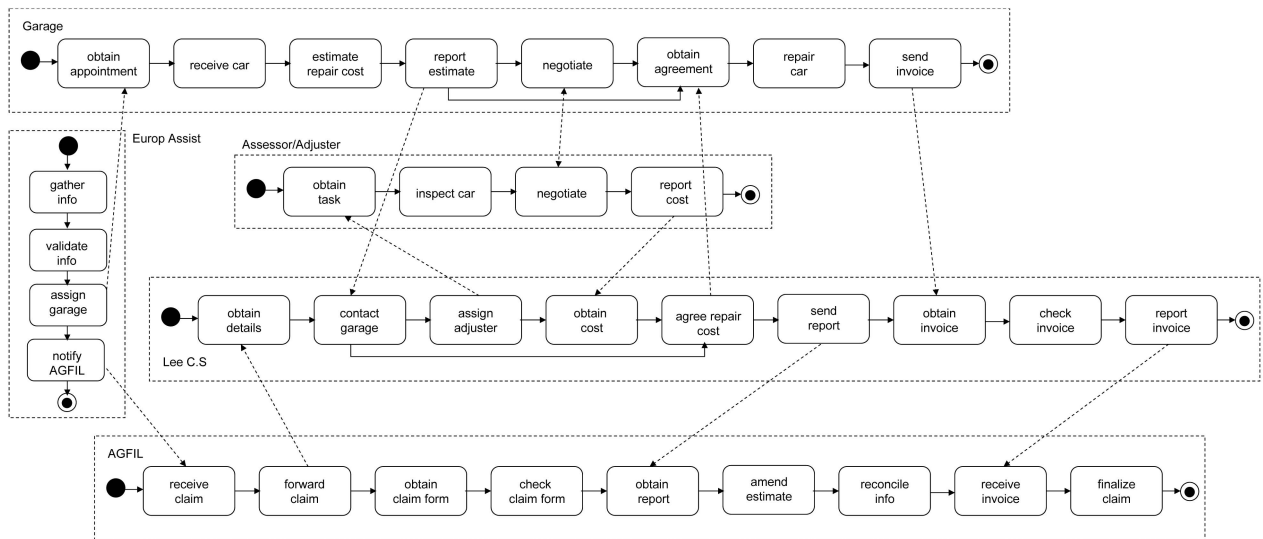 Garage
obtain
appointment
receive car
estimate
repair cost
report
estimate
negotiate
obtain
agreement
repair
car
send
invoice
Europ Assist
gather
info
validate
info
assign
garage
notify
AGFIL
Assessor/Adjuster
obtain
task
inspect car
negotiate
report
cost
obtain
details
contact
garage
assign
adjuster
obtain
cost
agree repair
cost
send
report
obtain
invoice
check
invoice
report
invoice
Lee C.S
AGFIL
receive
claim
forward
claim
obtain
claim form
check
claim form
obtain
report
amend
estimate
reconcile
info
receive
invoice
finalize
claim